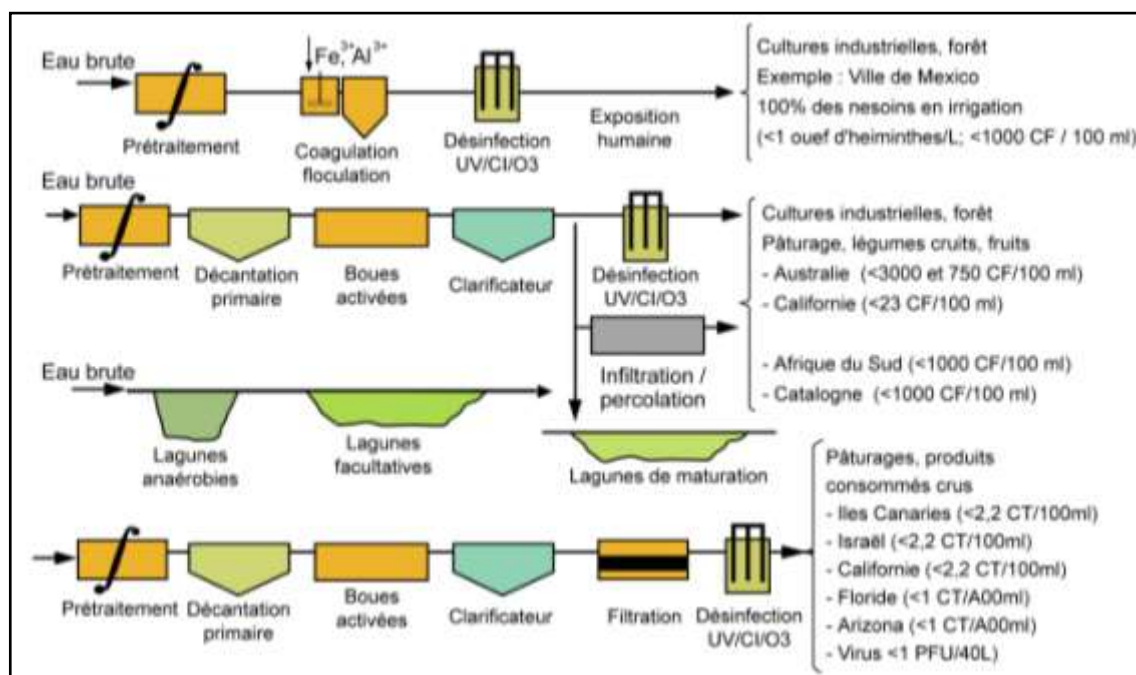 Eau brute
Fe,³⁺Al³⁺
Prétraitement
Coagulation
floculation
Désinfection
UV/Cl/O3
Exposition
humaine
Cultures industrielles, forêt
Exemple : Ville de Mexico
100% des nesoins en irrigation
(<1 ouef d'heiminthes/L; <1000 CF / 100 ml)
Eau brute
Prétraitement
Décantation
primaire
Boues
activées
Clarificateur
Désinfection
UV/Cl/O3
Cultures industrielles, forêt
Pâturage, légumes cruits, fruits
- Australie (<3000 et 750 CF/100 ml)
- Californie (<23 CF/100 ml)
- Afrique du Sud (<1000 CF/100 ml)
- Catalogne (<1000 CF/100 ml)
Infiltration /
percolation
Eau brute
Lagunes
anaérobies
Lagunes
facultatives
Lagunes de maturation
Prétraitement
Décantation
primaire
Boues
activées
Clarificateur
Filtration
Désinfection
UV/Cl/O3
Pâturages, produits
consommés crus
- Iles Canaries (<2,2 CT/100ml)
- Israël (<2,2 CT/100ml)
- Californie (<2,2 CT/100ml)
- Floride (<1 CT/A00ml)
- Arizona (<1 CT/A00ml)
- Virus <1 PFU/40L)